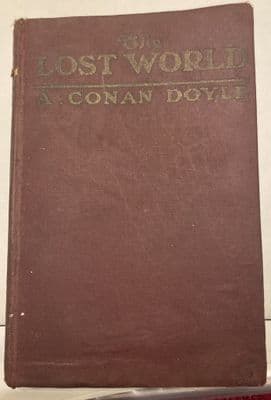 The
LOST WORLD
A. CONAN DOYLE